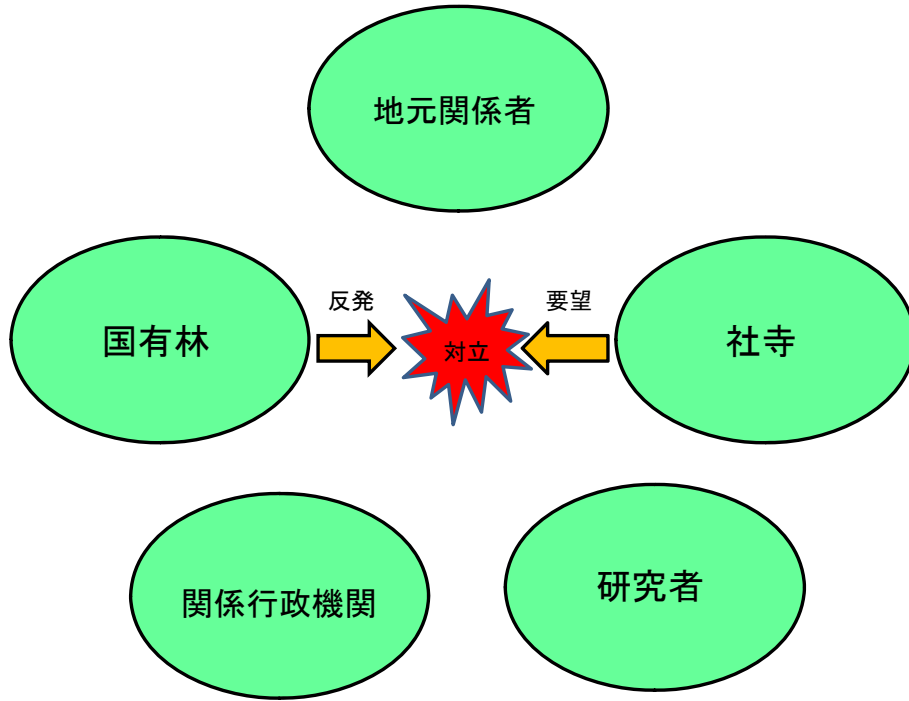 地元関係者
反発
要望
国有林
対立
社寺
関係行政機関
研究者